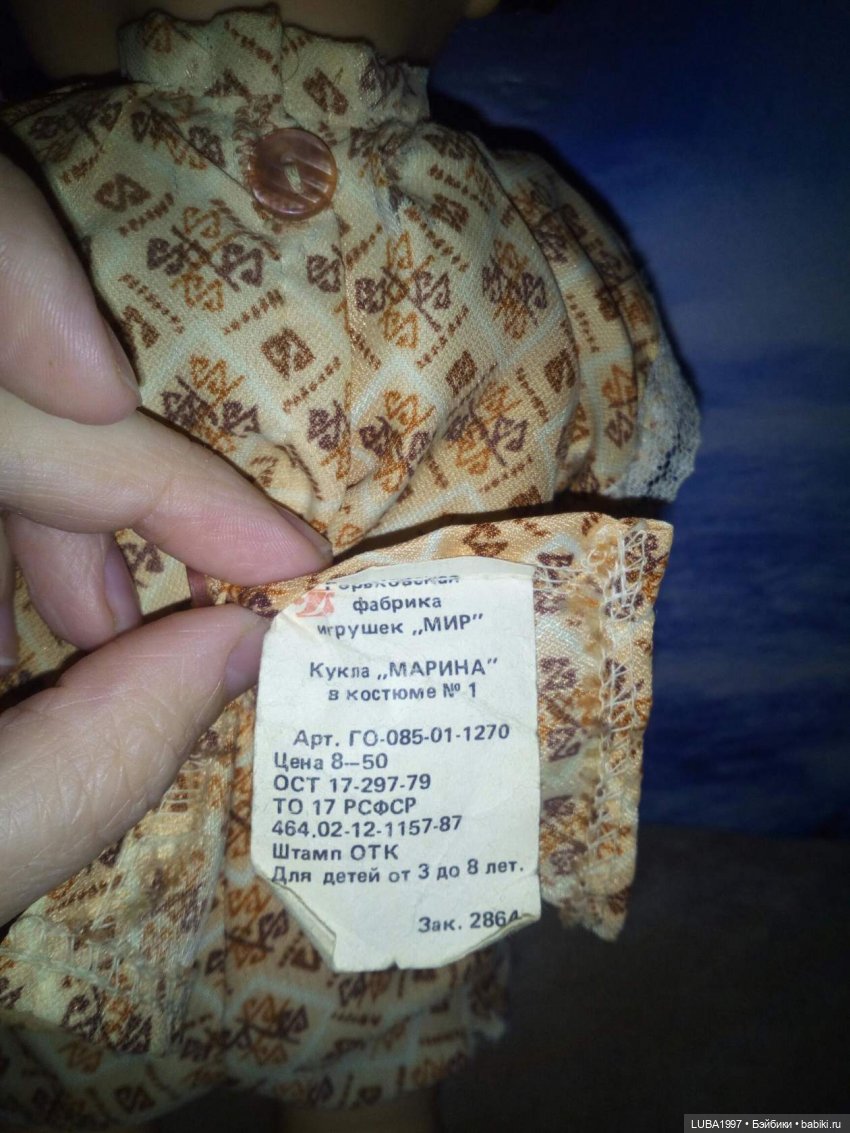 Горьковская
фабрика
игрушек „МИР"
Кукла „МАРИНА"
в костюме № 1
Арт. ГО-085-01-1270
Цена 8—50
ОСТ 17-297-79
ТО 17 РСФСР
464.02-12-1157-87
Штамп ОТК
Для детей от 3 до 8 лет.
Зак. 2864
LUBA1997 • Бэйбики • babiki.ru